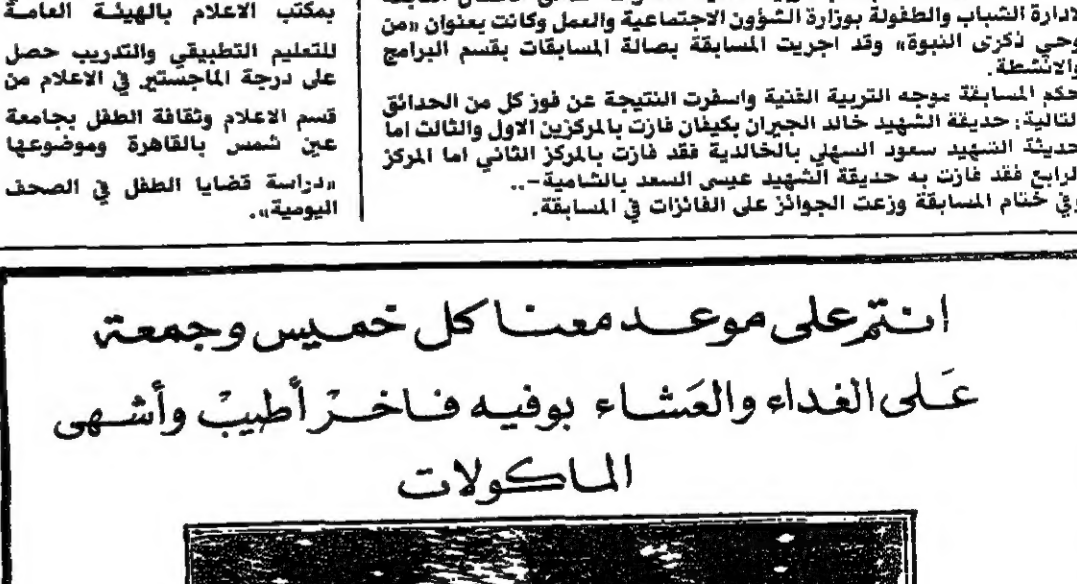 لادارة الشباب والطفولة بوزارة الشؤون الاجتماعية والعمل وكانت بعنوان «من
وحي ذكرى النبوة» وقد اجريت المسابقة بصالة المسابقات بقسم البرامج
والانشطة.
حكم المسابقة موجه التربية الفنية واسفرت النتيجة عن فوز كل من الحدائق
التالية: حديقة الشهيد خالد الجيران بكيفان فازت بالمركزين الاول والثالث اما
حديقة الشهيد سعود السهلي بالخالدية فقد فازت بالمركز الثاني اما المركز
الرابع فقد فازت به حديقة الشهيد عيسى السعد بالشامية-..
وفي ختام المسابقة وزعت الجوائز على الفائزات في المسابقة.
بمكتب الاعلام بالهيئة العامة
للتعليم التطبيقي والتدريب حصل
على درجة الماجستير في الاعلام من
قسم الاعلام وثقافة الطفل بجامعة
عين شمس بالقاهرة وموضوعها
«دراسة قضايا الطفل في الصحف
اليومية».
انتم على موعد معنا كل خميس وجمعة
عَلى الغداء والعَشاء بوفيه فاخرْ أطيبْ وأشهى
الماكولات